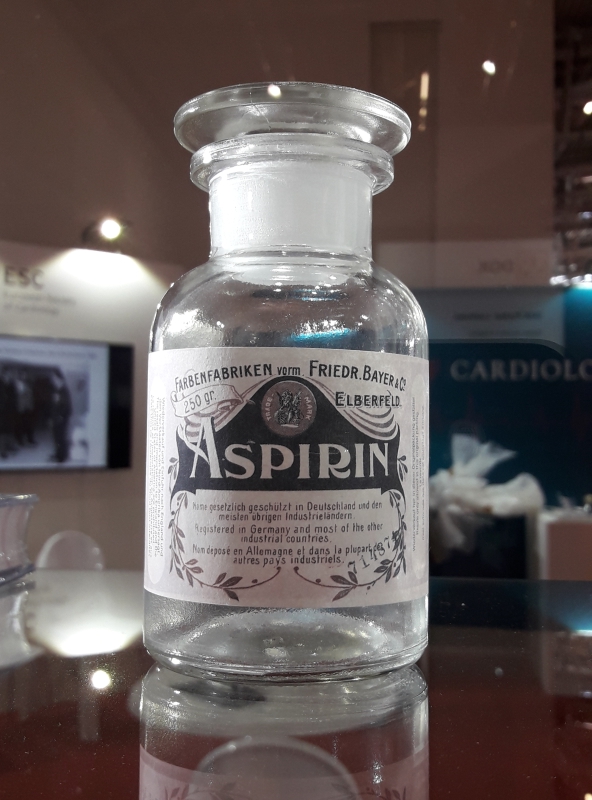 ESC
CARDIOLO
FARBENFABRIKEN vorm. FRIEDR. BAYER & Co.
250 gr.
ELBERFELD.
TRADE MARK
ASPIRIN
Name gesetzlich geschützt in Deutschland und den
meisten übrigen Industrieländern.
Registered in Germany and most of the other
industrial countries.
Nom déposé en Allemagne et dans la plupart
autres pays industriels.